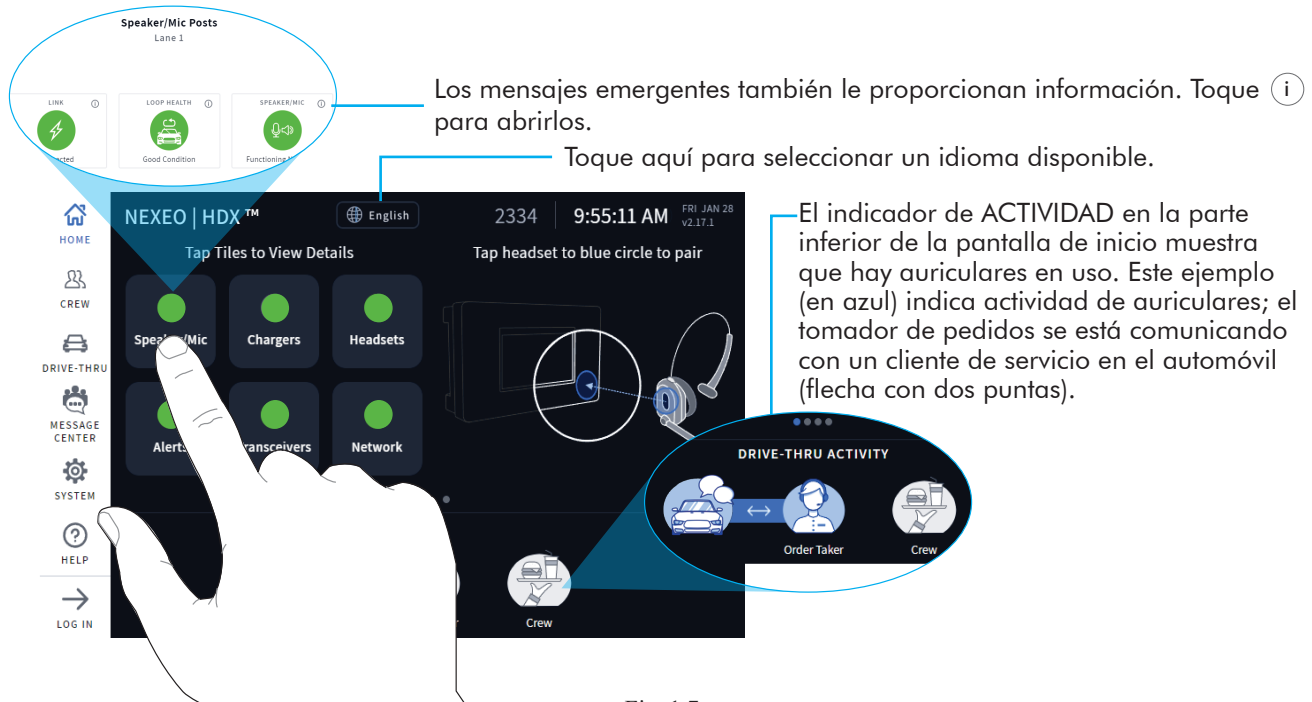 Speaker/Mic Posts
Lane 1
LINK
LOOP HEALTH
SPEAKER/MIC
Good Condition
Functioning
Los mensajes emergentes también le proporcionan información. Toque i
para abrirlos.
Toque aquí para seleccionar un idioma disponible.
El indicador de ACTIVIDAD en la parte
inferior de la pantalla de inicio muestra
que hay auriculares en uso. Este ejemplo
(en azul) indica actividad de auriculares; el
tomador de pedidos se está comunicando
con un cliente de servicio en el automóvil
(flecha con dos puntas).
HOME
CREW
DRIVE-THRU
MESSAGE
CENTER
SYSTEM
HELP
LOG IN
NEXEO | HDX™
English
2334
9:55:11 AM
FRI JAN 28
v2.17.1
Tap Tiles to View Details
Tap headset to blue circle to pair
Speaker/Mic
Chargers
Headsets
Alerts
Transceivers
Network
Crew
DRIVE-THRU ACTIVITY
Order Taker
Crew